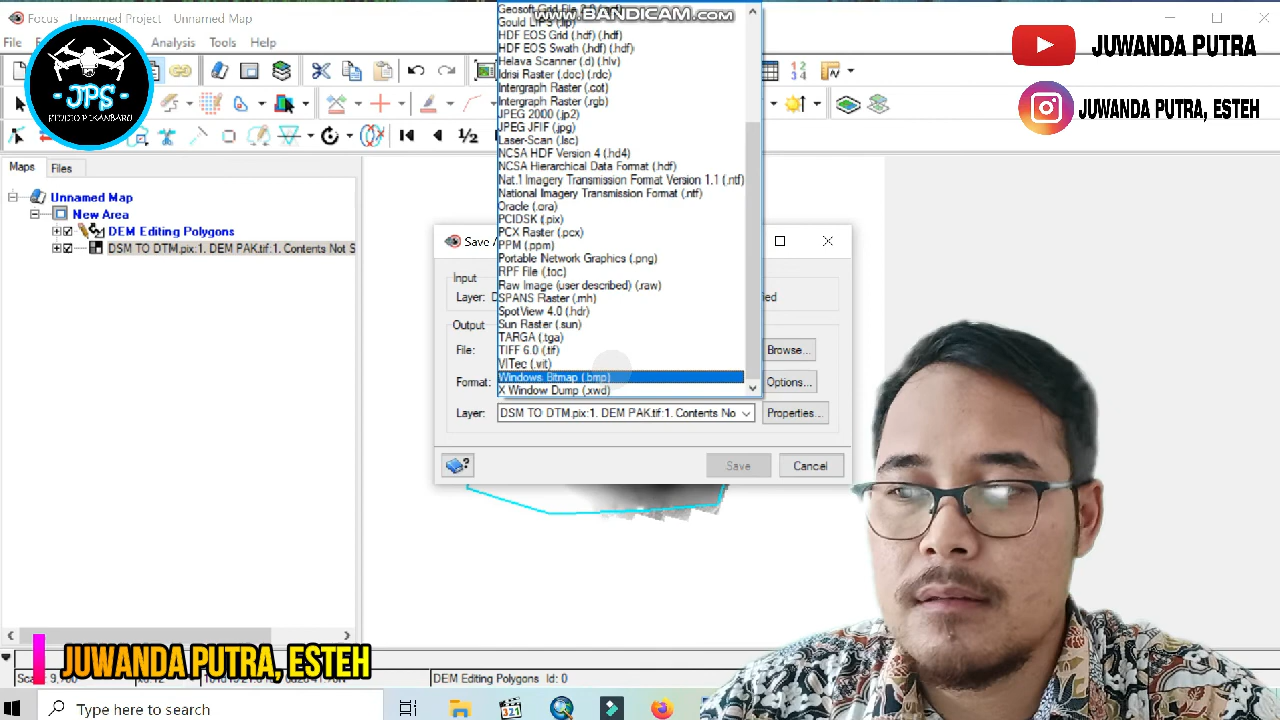 Focus - Unnamed Project - Unnamed Map
www.BANDICAM.com
File
Analysis
Tools
Help
JPS
STUDIO PEKANBARU
JUWANDA PUTRA
JUWANDA PUTRA, ESTEH
Maps
Files
Unnamed Map
New Area
DEM Editing Polygons
DSM TO DTM.pix:1. DEM PAK.tif:1. Contents Not S
HDF EOS Grid (.hdf) (.hdf)
HDF EOS Swath (.hdf) (.hdf)
Helava Scanner (.d) (.hlv)
Idrisi Raster (.doc) (.rdc)
Intergraph Raster (.cot)
Intergraph Raster (.rgb)
JPEG 2000 (.jp2)
JPEG JFIF (.jpg)
Laser-Scan (.lsc)
NCSA HDF Version 4 (.hd4)
NCSA Hierarchical Data Format (.hdf)
Nat.1 Imagery Transmission Format Version 1.1 (.ntf)
National Imagery Transmission Format (.ntf)
Oracle (.ora)
PCIDSK (.pix)
PCX Raster (.pcx)
PPM (.ppm)
Portable Network Graphics (.png)
RPF File (.toc)
Raw Image (user described) (.raw)
SPANS Raster (.rnh)
SpotView 4.0 (.hdr)
Sun Raster (.sun)
TARGA (.tga)
TIFF 6.0 (.tif)
VITec (.vit)
Windows Bitmap (.bmp)
X Window Dump (.xwd)
Input
Layer:
Output
File:
Browse...
Format:
Options...
Layer:
DSM TO DTM.pix:1. DEM PAK.tif:1. Contents No
Properties...
Save
Cancel
JUWANDA PUTRA, ESTEH
DEM Editing Polygons Id: 0
Type here to search